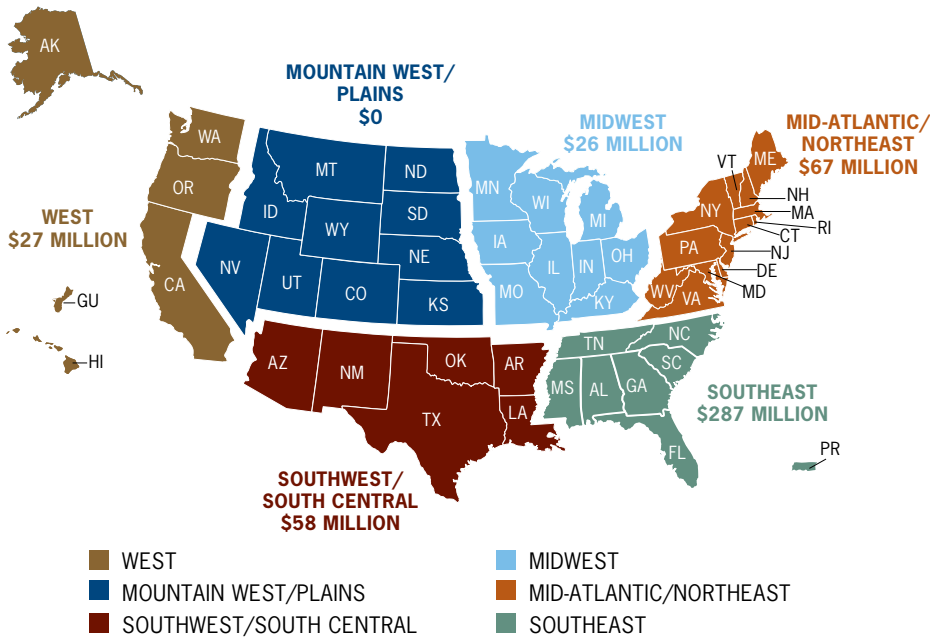 AK
MOUNTAIN WEST/
PLAINS
$0
MIDWEST
$26 MILLION
MID-ATLANTIC/
NORTHEAST
$67 MILLION
WEST
$27 MILLION
WA
OR
CA
GU
HI
MT
ND
ID
WY
SD
NE
NV
UT
CO
KS
MN
WI
MI
IA
IL
IN
OH
MO
KY
VT
ME
NH
MA
RI
CT
NY
NJ
PA
DE
MD
WV
VA
AZ
NM
OK
AR
TX
LA
TN
NC
SC
MS
AL
GA
FL
SOUTHEAST
$287 MILLION
PR
SOUTHWEST/
SOUTH CENTRAL
$58 MILLION
WEST
MOUNTAIN WEST/PLAINS
SOUTHWEST/SOUTH CENTRAL
MIDWEST
MID-ATLANTIC/NORTHEAST
SOUTHEAST